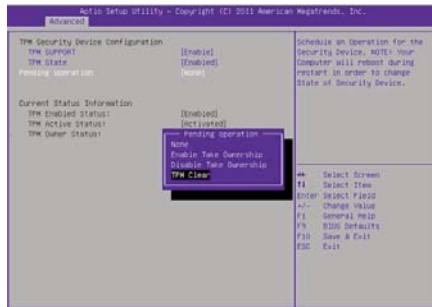 Aptio Setup Utility – Copyright (C) 2011 American Megatrends, Inc.
Advanced
TPM Security Device Configuration
TPM SUPPORT [Enable]
TPM State [Enabled]
Pending operation [None]
Current Status Information
TPM Enabled Status: [Enabled]
TPM Active Status: [Activated]
TPM Owner Status:
Pending operation
None
Enable Take Ownership
Disable Take Ownership
TPM Clear
Schedule an Operation for the
Security Device. NOTE: Your
Computer will reboot during
restart in order to change
State of Security Device.
Select Screen
↑↓ Select Item
Enter Select Field
+/- Change Value
F1 General Help
F9 BIOS Defaults
F10 Save & Exit
ESC Exit